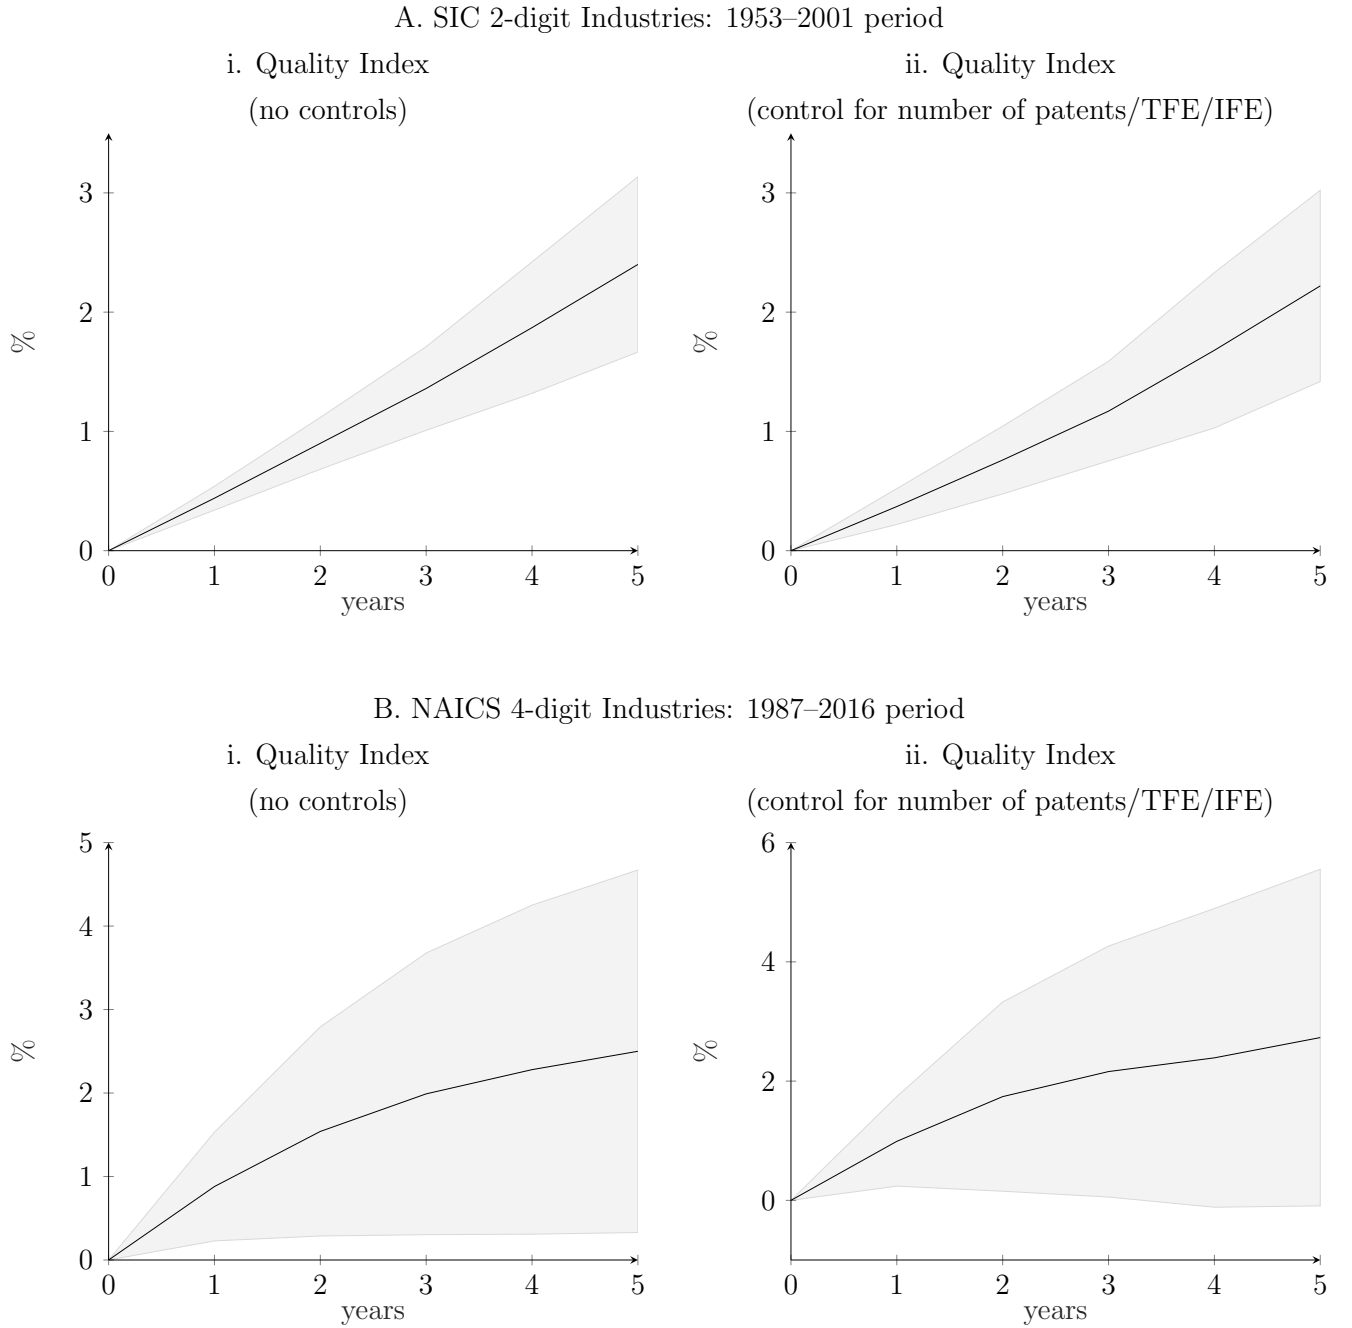 A. SIC 2-digit Industries: 1953–2001 period
i. Quality Index
(no controls)
3
2
1
0
%
0 1 2 3 4 5
years
ii. Quality Index
(control for number of patents/TFE/IFE)
3
2
1
0
%
0 1 2 3 4 5
years
B. NAICS 4-digit Industries: 1987–2016 period
i. Quality Index
(no controls)
5
4
3
2
1
0
%
0 1 2 3 4 5
years
ii. Quality Index
(control for number of patents/TFE/IFE)
6
4
2
0
%
0 1 2 3 4 5
years